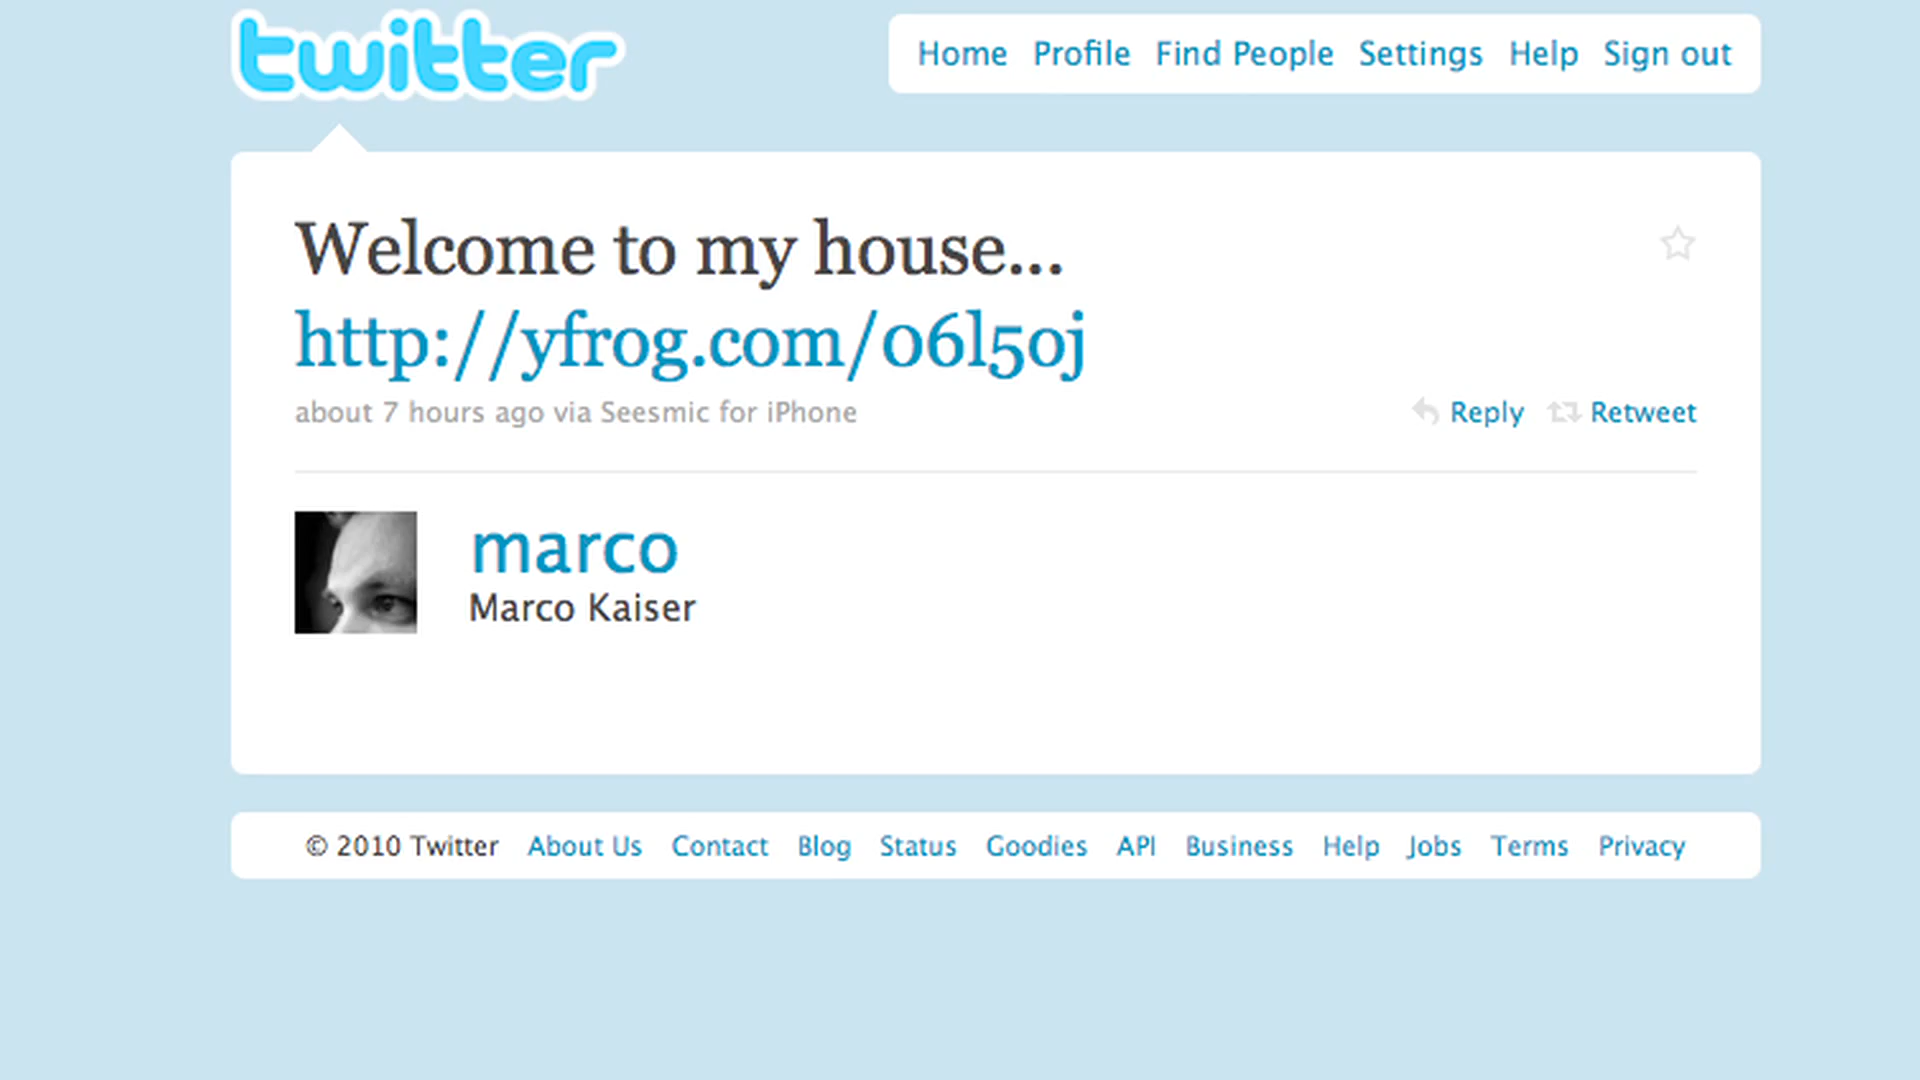 twitter
Home Profile Find People Settings Help Sign out
Welcome to my house...
http://yfrog.com/06l50j
about 7 hours ago via Seesmic for iPhone
Reply Retweet
marco
Marco Kaiser
© 2010 Twitter About Us Contact Blog Status Goodies API Business Help Jobs Terms Privacy